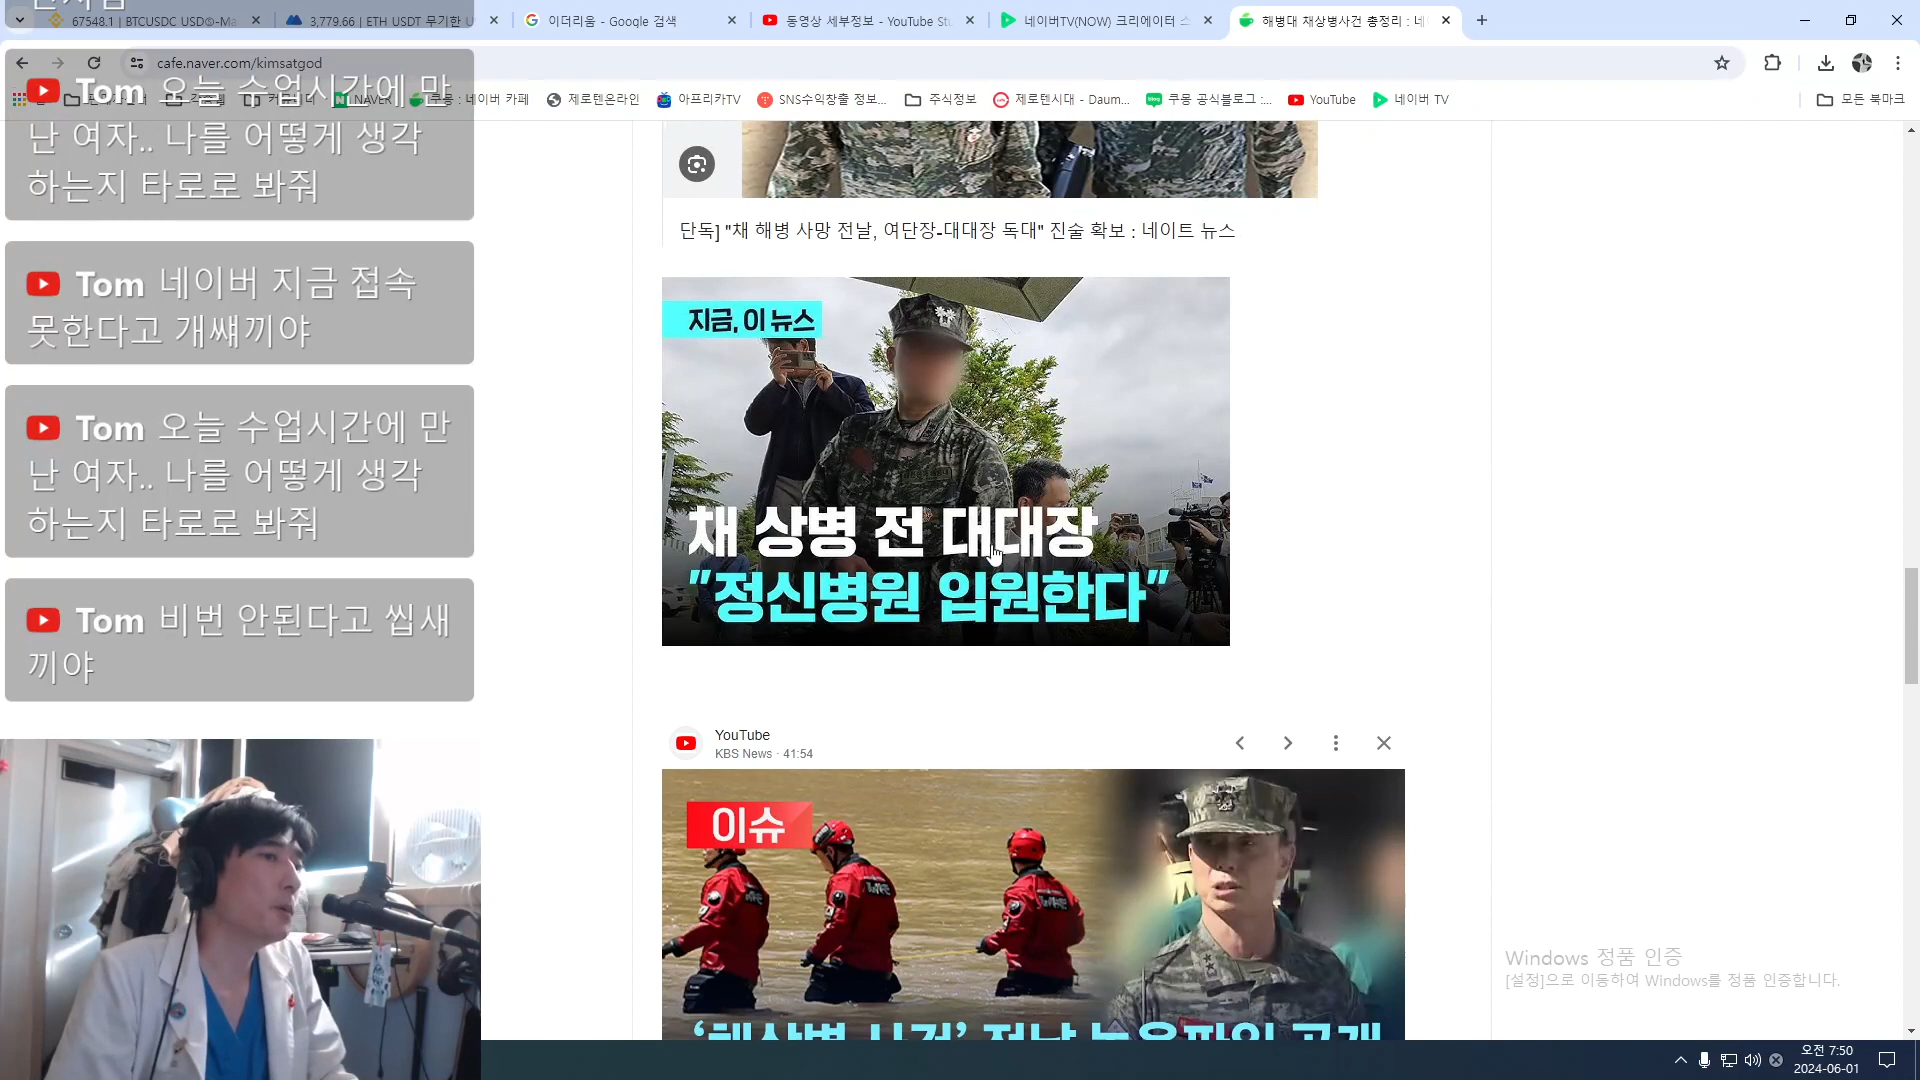 67548.1 | BTCUSDC USD©-Ma
3,779.66 | ETH USDT 무기한
이더리움 - Google 검색
동영상 세부정보 - YouTube Stu
네이버TV(NOW) 크리에이터 스
해병대 채상병사건 총정리 : 네이
cafe.naver.com/kimsatgod
NAVER
쿠몽 : 네이버 카페
제로텐온라인
아프리카TV
SNS수익창출 정보...
주식정보
제로텐시대 - Daum...
쿠몽 공식블로그 :...
YouTube
네이버 TV
모든 북마크
Tom 오늘 수업시간에 만
난 여자.. 나를 어떻게 생각
하는지 타로로 봐줘
Tom 네이버 지금 접속
못한다고 개쌔끼야
Tom 오늘 수업시간에 만
난 여자.. 나를 어떻게 생각
하는지 타로로 봐줘
Tom 비번 안된다고 씹새
끼야
단독] "채 해병 사망 전날, 여단장-대대장 독대" 진술 확보 : 네이트 뉴스
지금, 이 뉴스
채 상병 전 대대장
"정신병원 입원한다"
YouTube
KBS News · 41:54
이슈
Windows 정품 인증
[설정]으로 이동하여 Windows를 정품 인증합니다.
오전 7:50
2024-06-01